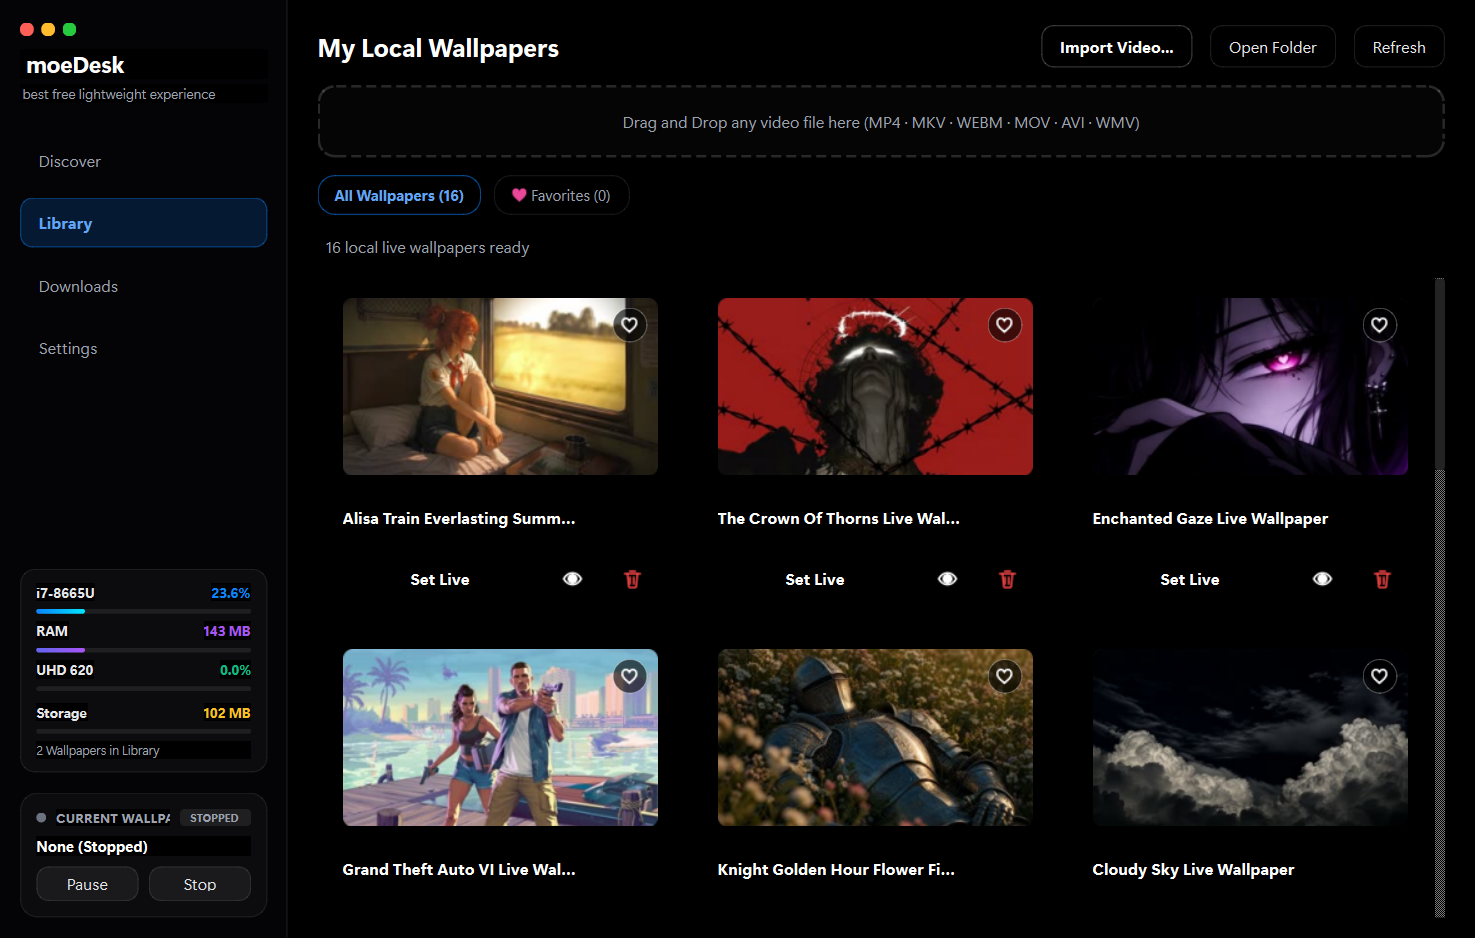 moeDesk
best free lightweight experience
Discover
Library
Downloads
Settings
i7-8665U 23.6%
RAM 143 MB
UHD 620 0.0%
Storage 102 MB
2 Wallpapers in Library
CURRENT WALLPA STOPPED
None (Stopped)
Pause Stop
My Local Wallpapers
Import Video... Open Folder Refresh
Drag and Drop any video file here (MP4 · MKV · WEBM · MOV · AVI · WMV)
All Wallpapers (16) Favorites (0)
16 local live wallpapers ready
Alisa Train Everlasting Summ... The Crown Of Thorns Live Wal... Enchanted Gaze Live Wallpaper
Set Live Set Live Set Live
Grand Theft Auto VI Live Wal... Knight Golden Hour Flower Fi... Cloudy Sky Live Wallpaper